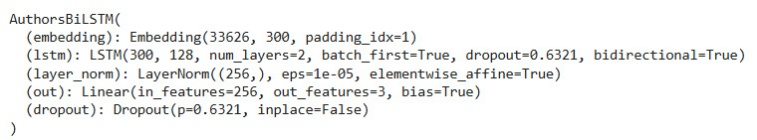 AuthorsBiLSTM(
  (embedding): Embedding(33626, 300, padding_idx=1)
  (lstm): LSTM(300, 128, num_layers=2, batch_first=True, dropout=0.6321, bidirectional=True)
  (layer_norm): LayerNorm((256,), eps=1e-05, elementwise_affine=True)
  (out): Linear(in_features=256, out_features=3, bias=True)
  (dropout): Dropout(p=0.6321, inplace=False)
)